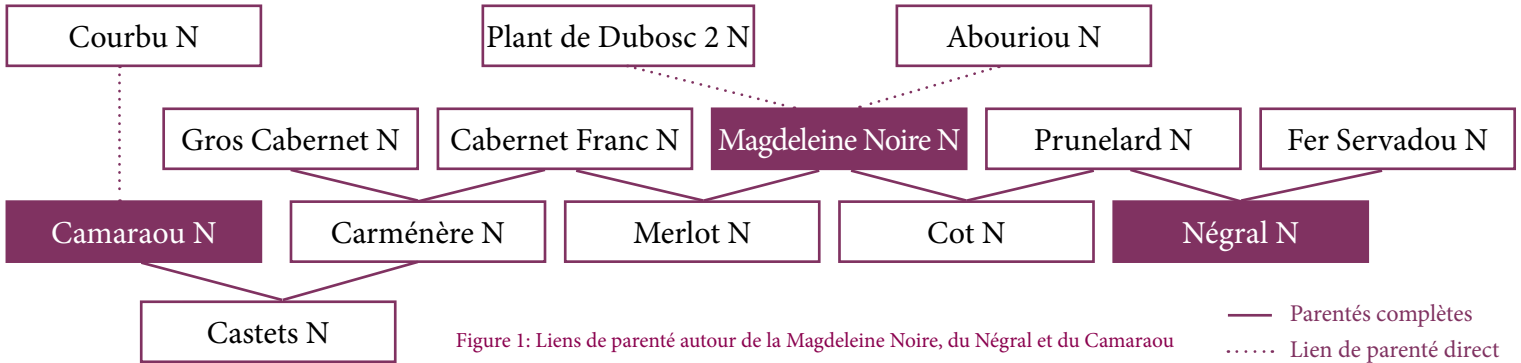 Courbu N
Plant de Dubosc 2 N
Abouriou N
Gros Cabernet N
Cabernet Franc N
Magdeleine Noire N
Prunelard N
Fer Servadou N
Camaraou N
Carménère N
Merlot N
Cot N
Négral N
Castets N
Figure 1: Liens de parenté autour de la Magdeleine Noire, du Négral et du Camaraou
Parentés complètes
Lien de parenté direct